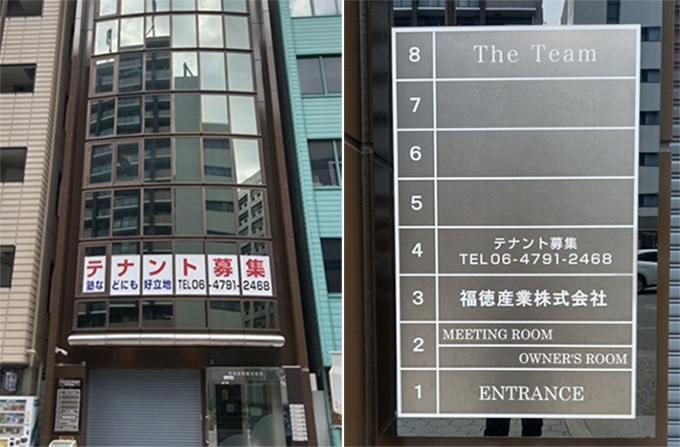 テナント募集
塾などにも好立地 TEL06-4791-2468
8 The Team
7
6
5
4 テナント募集
TEL06-4791-2468
3 福徳産業株式会社
2 MEETING ROOM
OWNER'S ROOM
1 ENTRANCE